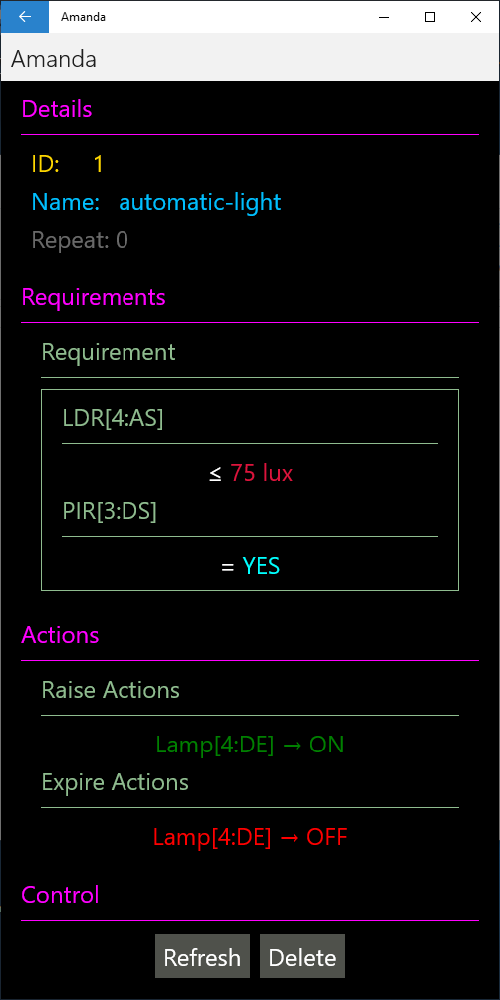 Amanda
Amanda
Details
ID: 1
Name: automatic-light
Repeat: 0
Requirements
Requirement
LDR[4:AS]
≤ 75 lux
PIR[3:DS]
= YES
Actions
Raise Actions
Lamp[4:DE] → ON
Expire Actions
Lamp[4:DE] → OFF
Control
Refresh Delete